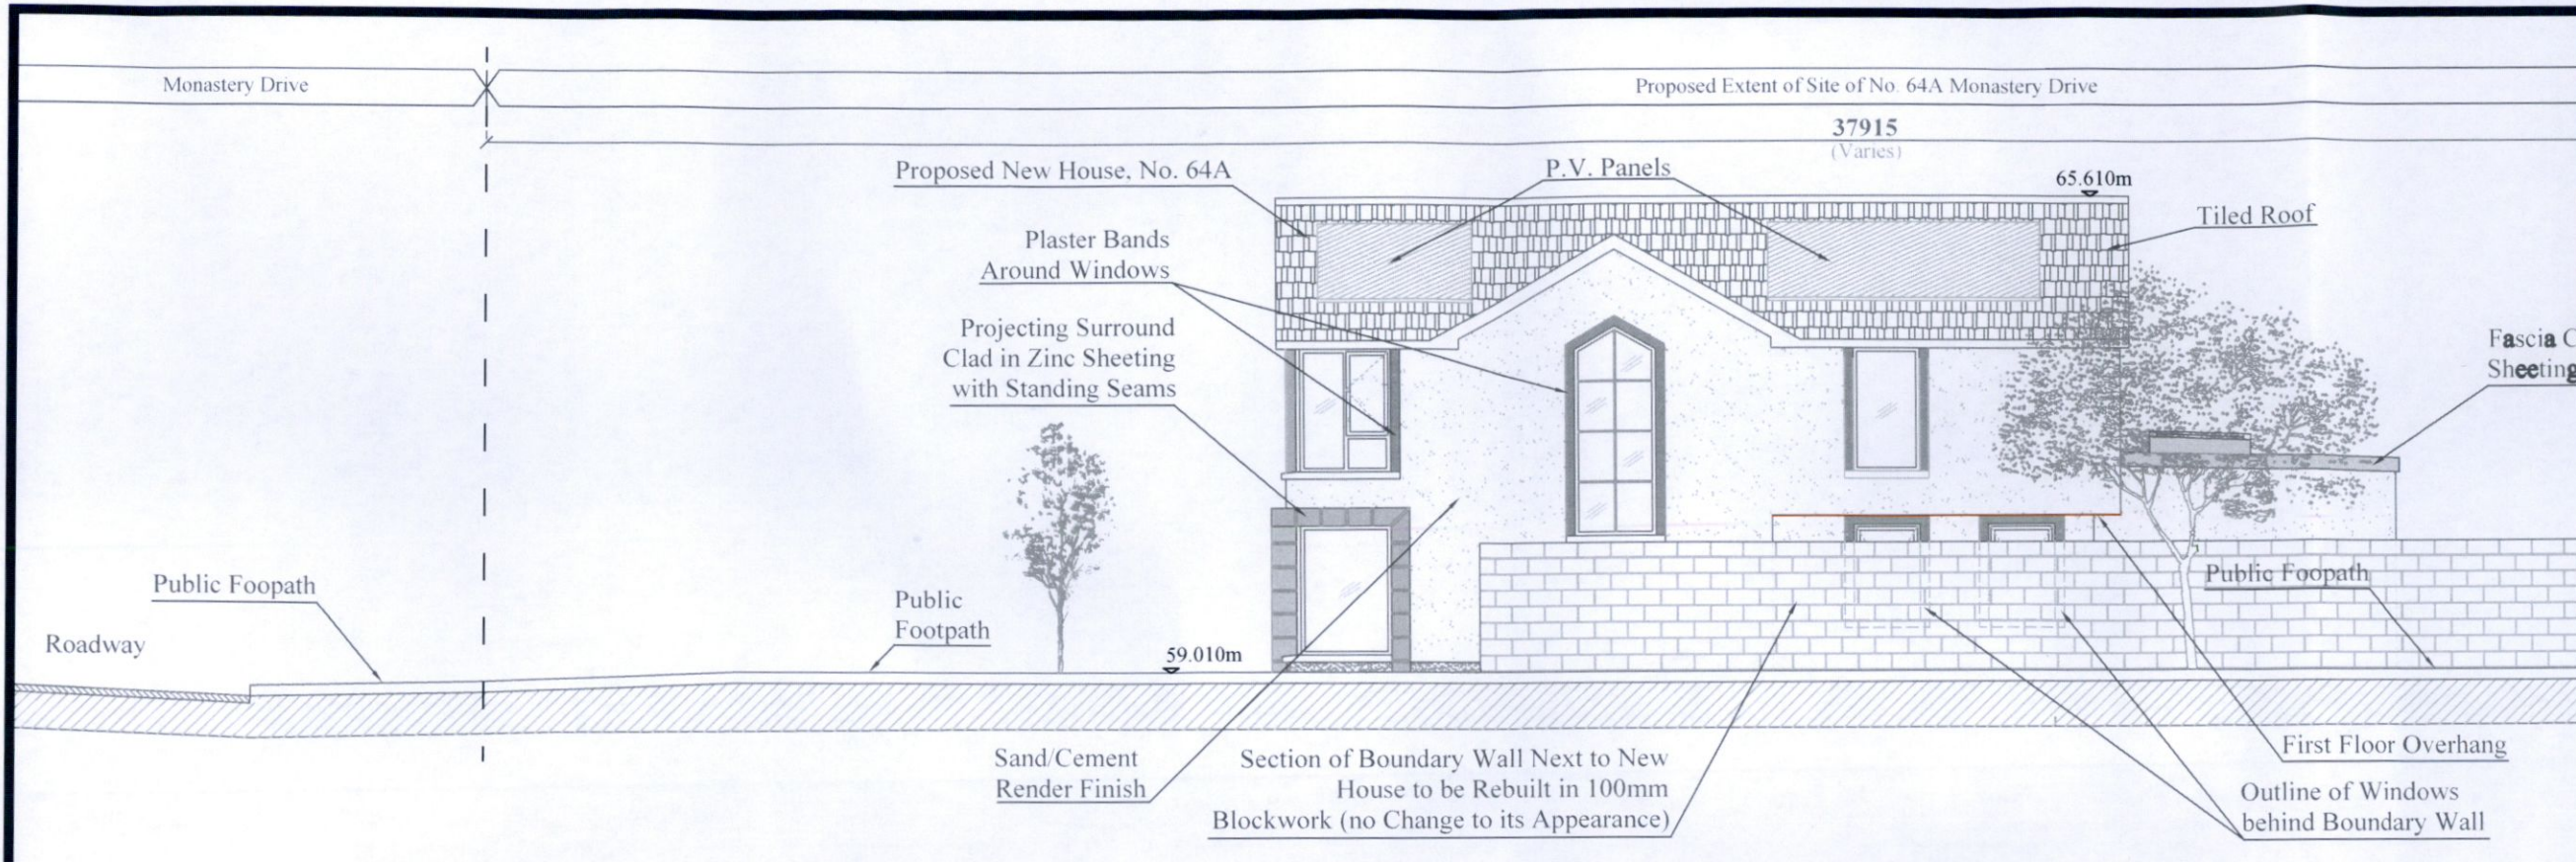 Monastery Drive
Proposed Extent of Site of No. 64A Monastery Drive
37915
(Varies)
Proposed New House, No. 64A
P.V. Panels
65.610m
Tiled Roof
Plaster Bands
Around Windows
Projecting Surround
Clad in Zinc Sheeting
with Standing Seams
Fascia C
Sheeting
Public Foopath
Roadway
Public
Footpath
59.010m
Public Foopath
Sand/Cement
Render Finish
Section of Boundary Wall Next to New
House to be Rebuilt in 100mm
Blockwork (no Change to its Appearance)
First Floor Overhang
Outline of Windows
behind Boundary Wall